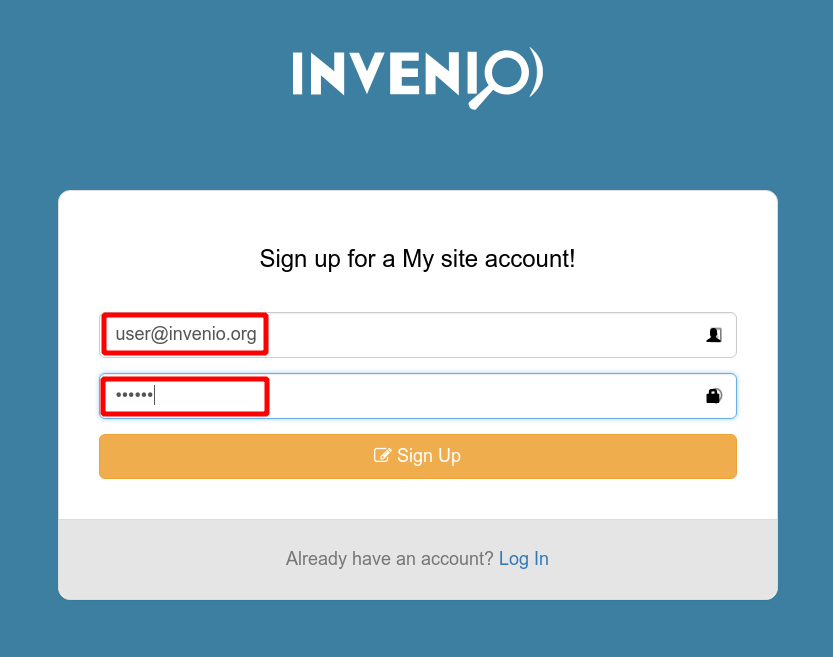 INVENIO
Sign up for a My site account!
user@invenio.org
••••••
Sign Up
Already have an account? Log In